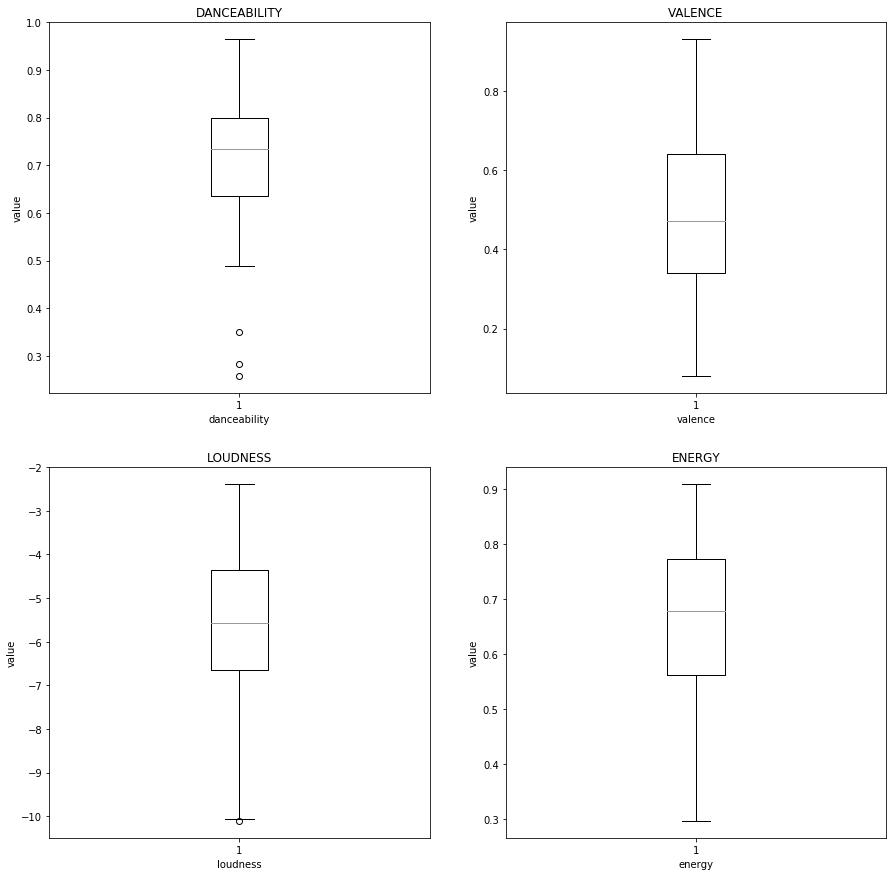 DANCEABILITY
1.0
0.9
0.8
0.7
0.6
0.5
0.4
0.3
value
1
danceability
VALENCE
0.8
0.6
0.4
0.2
value
1
valence
LOUDNESS
−2
−3
−4
−5
−6
−7
−8
−9
−10
value
1
loudness
ENERGY
0.9
0.8
0.7
0.6
0.5
0.4
0.3
value
1
energy